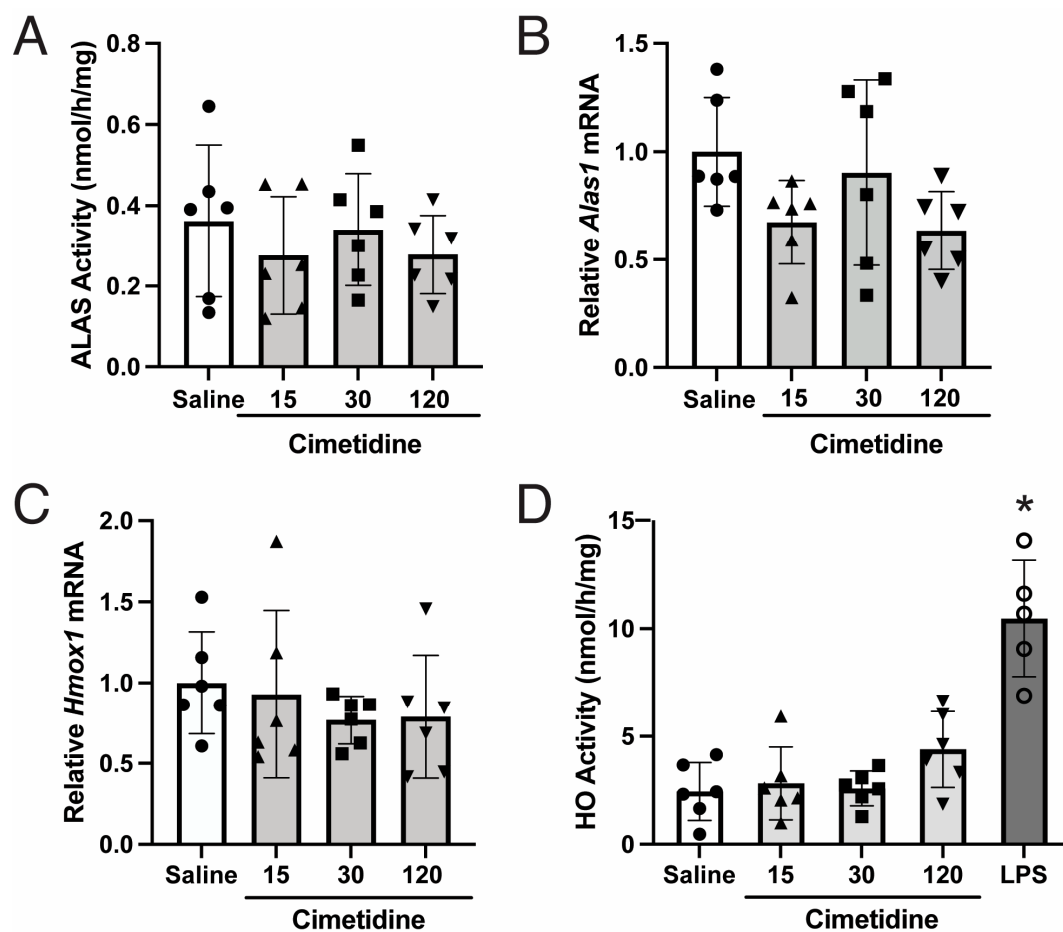 A
ALAS Activity (nmol/h/mg)
0.8
0.6
0.4
0.2
0.0
Saline 15 30 120
Cimetidine
B
Relative Alas1 mRNA
1.5
1.0
0.5
0.0
Saline 15 30 120
Cimetidine
C
Relative Hmox1 mRNA
2.0
1.5
1.0
0.5
0.0
Saline 15 30 120
Cimetidine
D
HO Activity (nmol/h/mg)
15
10
5
0
*
Saline 15 30 120 LPS
Cimetidine